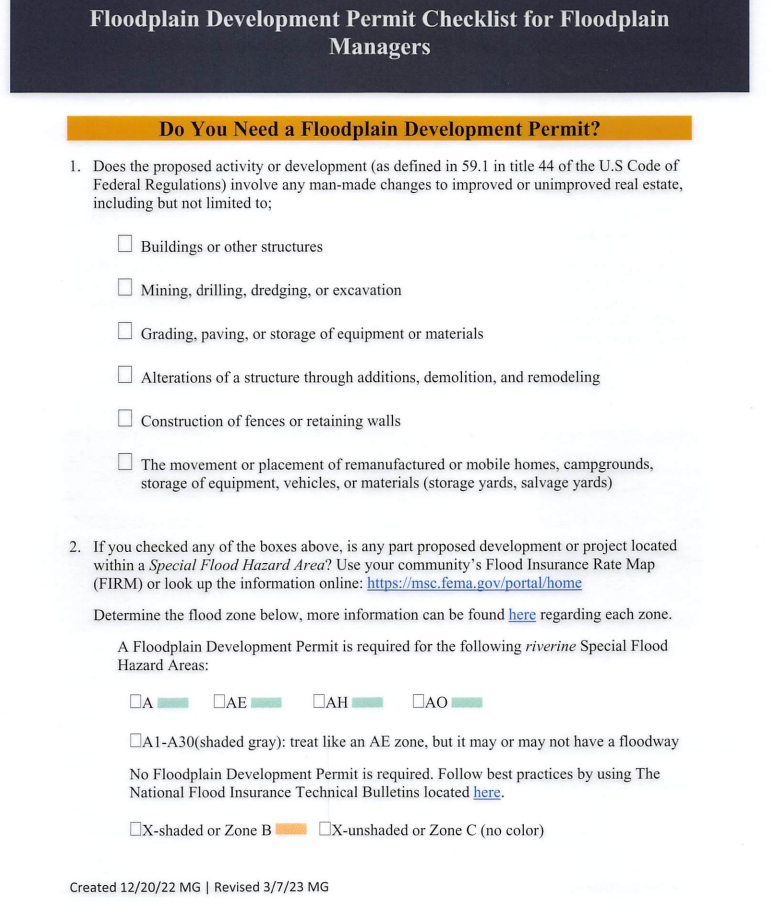 Floodplain Development Permit Checklist for Floodplain
Managers
Do You Need a Floodplain Development Permit?
1. Does the proposed activity or development (as defined in 59.1 in title 44 of the U.S Code of
Federal Regulations) involve any man-made changes to improved or unimproved real estate,
including but not limited to;
☐ Buildings or other structures
☐ Mining, drilling, dredging, or excavation
☐ Grading, paving, or storage of equipment or materials
☐ Alterations of a structure through additions, demolition, and remodeling
☐ Construction of fences or retaining walls
☐ The movement or placement of remanufactured or mobile homes, campgrounds,
storage of equipment, vehicles, or materials (storage yards, salvage yards)
2. If you checked any of the boxes above, is any part proposed development or project located
within a Special Flood Hazard Area? Use your community’s Flood Insurance Rate Map
(FIRM) or look up the information online: https://msc.fema.gov/portal/home
Determine the flood zone below, more information can be found here regarding each zone.
A Floodplain Development Permit is required for the following riverine Special Flood
Hazard Areas:
☐A ☐AE ☐AH ☐AO
☐A1-A30(shaded gray): treat like an AE zone, but it may or may not have a floodway
No Floodplain Development Permit is required. Follow best practices by using The
National Flood Insurance Technical Bulletins located here.
☐X-shaded or Zone B ☐X-unshaded or Zone C (no color)
Created 12/20/22 MG | Revised 3/7/23 MG